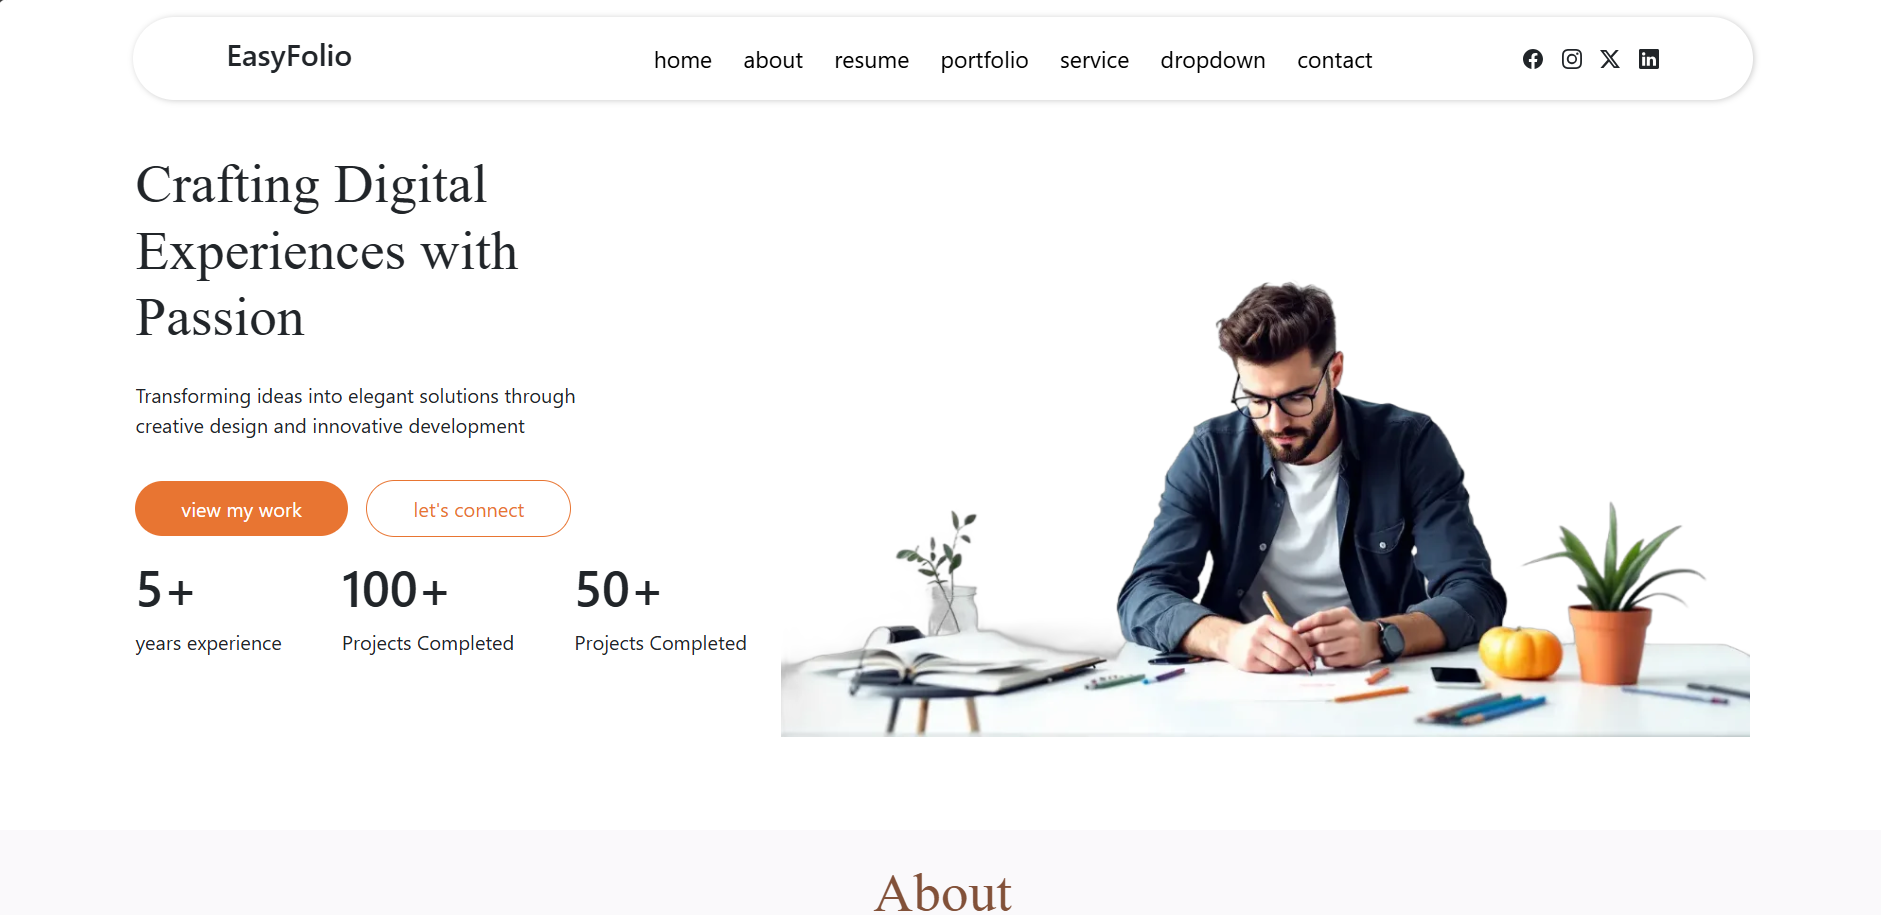 EasyFolio
home about resume portfolio service dropdown contact
Crafting Digital
Experiences with
Passion
Transforming ideas into elegant solutions through
creative design and innovative development
view my work let's connect
5+ 100+ 50+
years experience Projects Completed Projects Completed
About